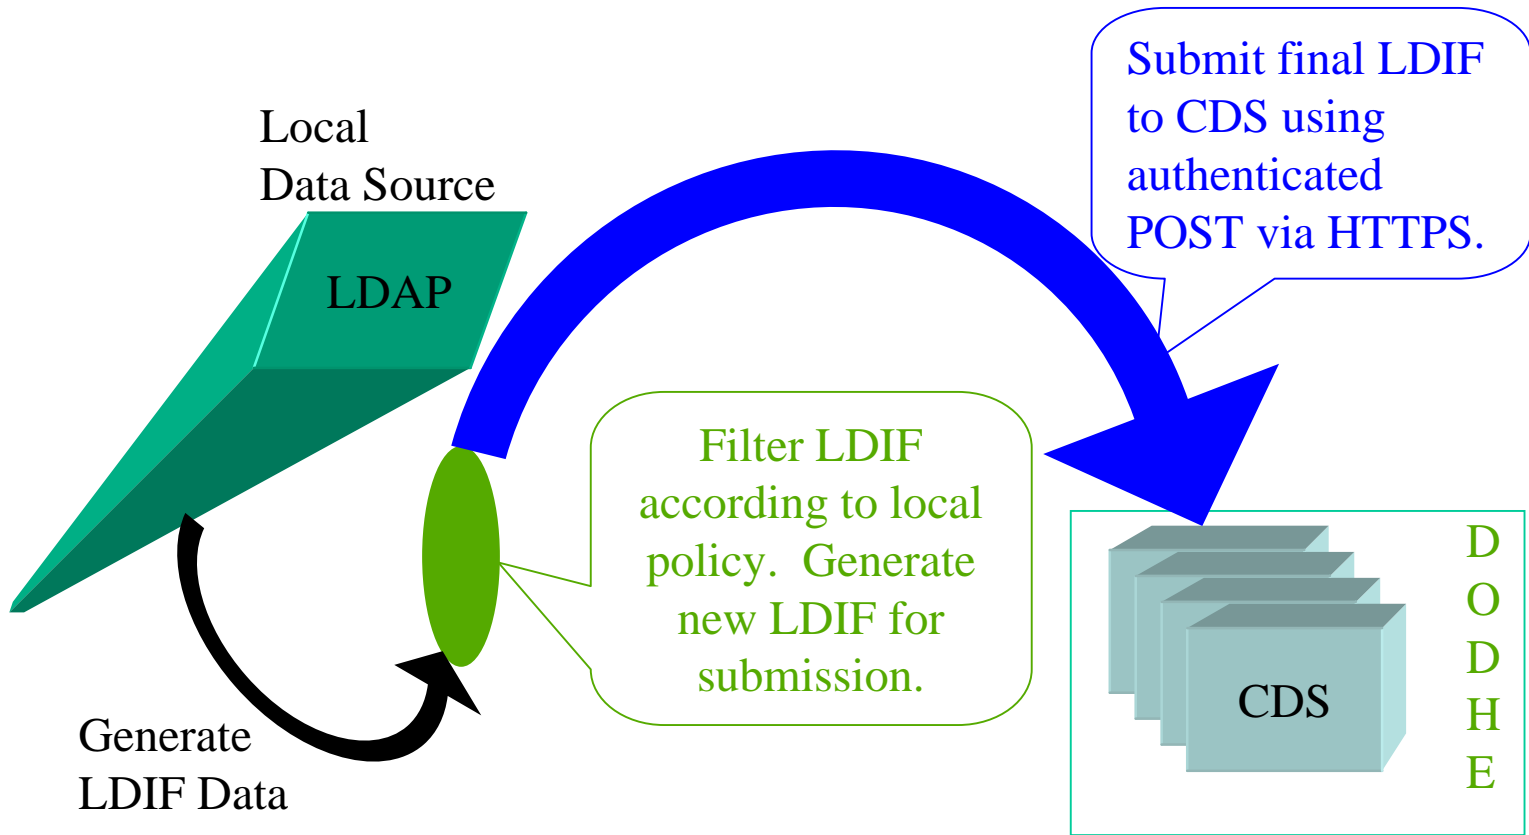 Local
Data Source
LDAP
Submit final LDIF
to CDS using
authenticated
POST via HTTPS.
Filter LDIF
according to local
policy.  Generate
new LDIF for
submission.
Generate
LDIF Data
CDS
D
O
D
H
E